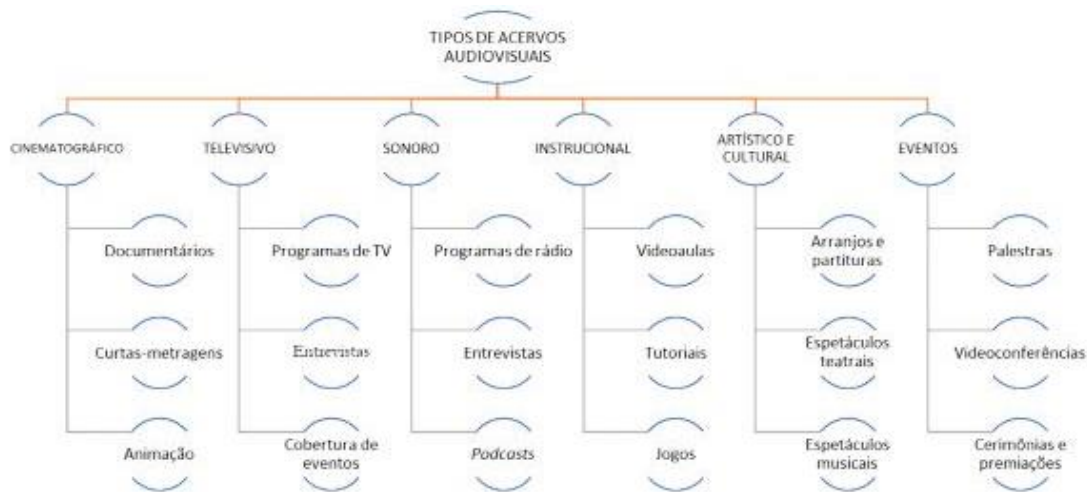 TIPOS DE ACERVOS
AUDIOVISUAIS
CINEMATOGRÁFICO
TELEVISIVO
SONORO
INSTRUCIONAL
ARTÍSTICO E
CULTURAL
EVENTOS
Documentários
Programas de TV
Programas de rádio
Videoaulas
Arranjos e
partituras
Palestras
Curtas-metragens
Entrevistas
Entrevistas
Tutoriais
Espetáculos
teatrais
Videoconferências
Animação
Cobertura de
eventos
Podcasts
Jogos
Espetáculos
musicais
Cerimônias e
premiações